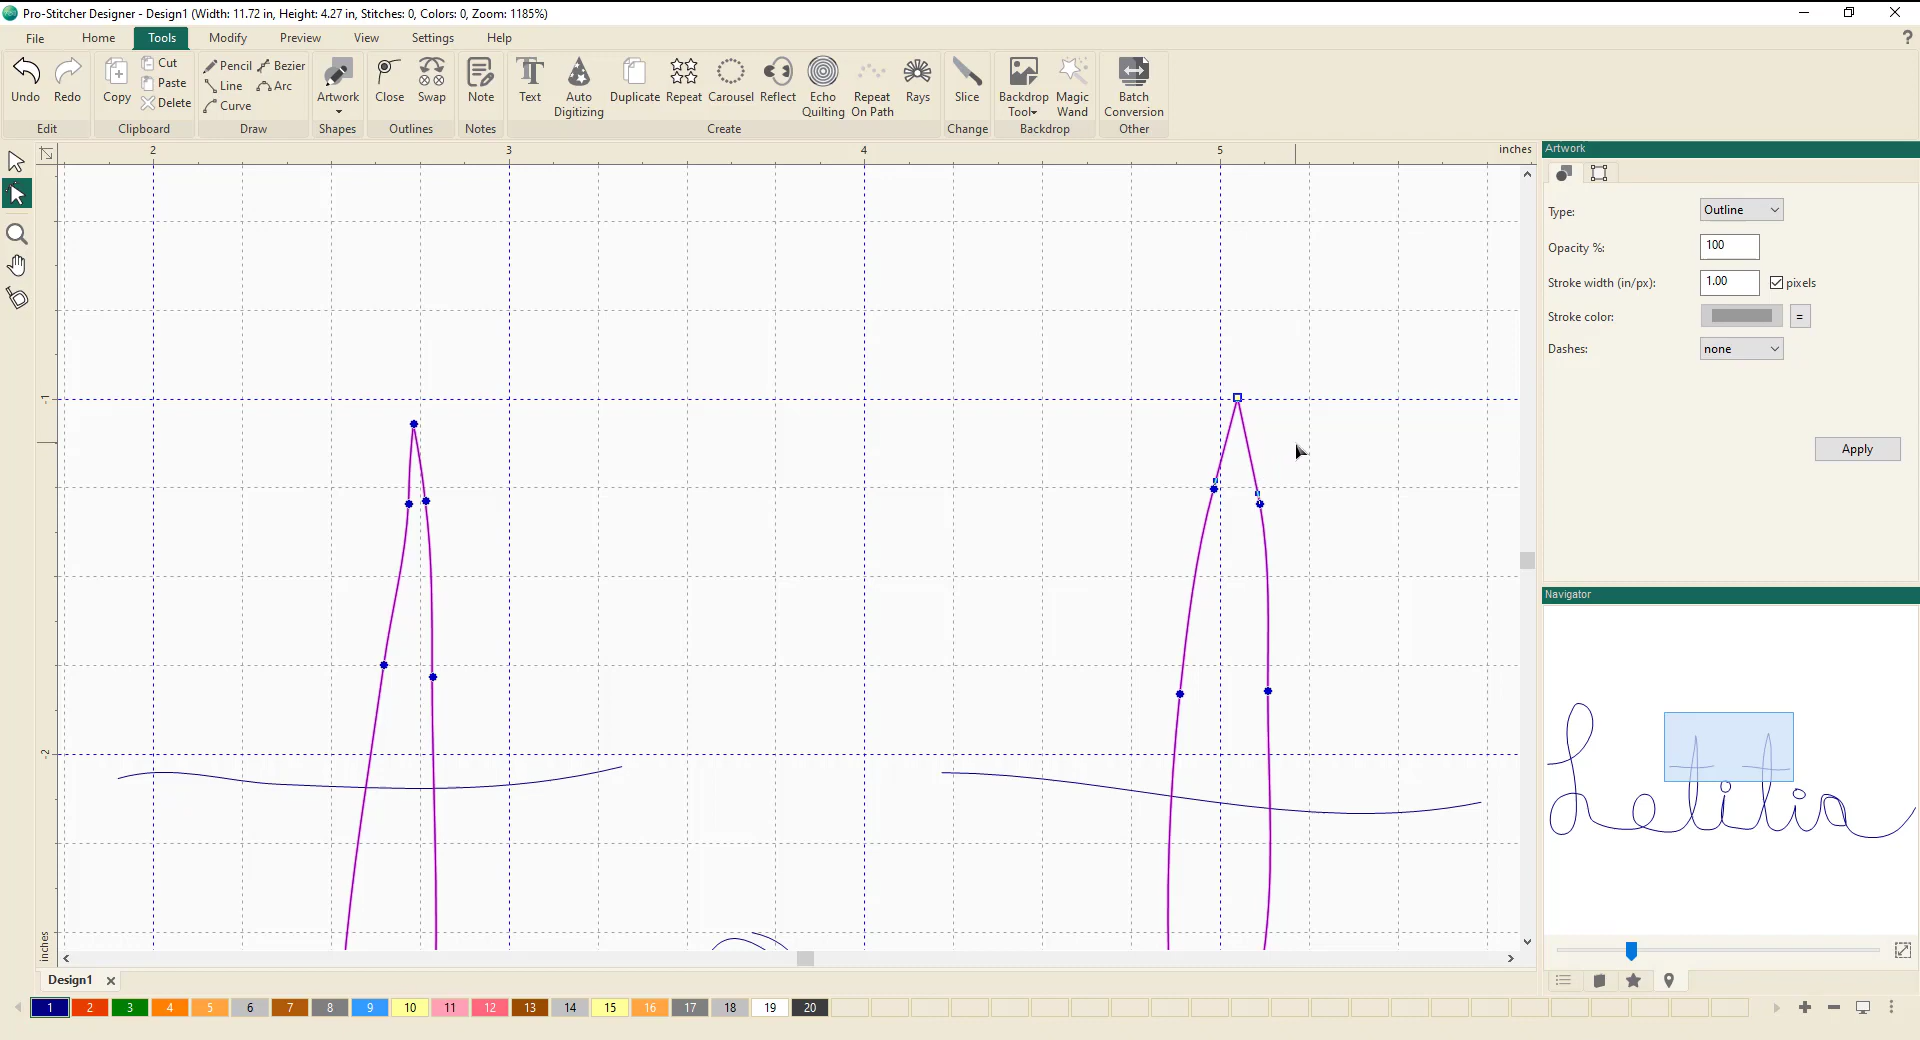 Pro-Stitcher Designer - Design1 (Width: 11.72 in, Height: 4.27 in, Stitches: 0, Colors: 0, Zoom: 1185%)
File Home Tools Modify Preview View Settings Help ?
Undo Redo Copy Cut Paste Delete Pencil Bezier Line Arc Curve Artwork Close Swap Note Text Auto Digitizing Duplicate Repeat Carousel Reflect Echo Quilting Repeat On Path Rays Slice Backdrop Tool Magic Wand Batch Conversion
Edit Clipboard Draw Shapes Outlines Notes Create Change Backdrop Other
2 3 4 5 inches
-1
-2
inches
Artwork
Type: Outline
Opacity %: 100
Stroke width (in/px): 1.00 pixels
Stroke color: =
Dashes: none
Apply
Navigator
Letitia
Design1
1 2 3 4 5 6 7 8 9 10 11 12 13 14 15 16 17 18 19 20